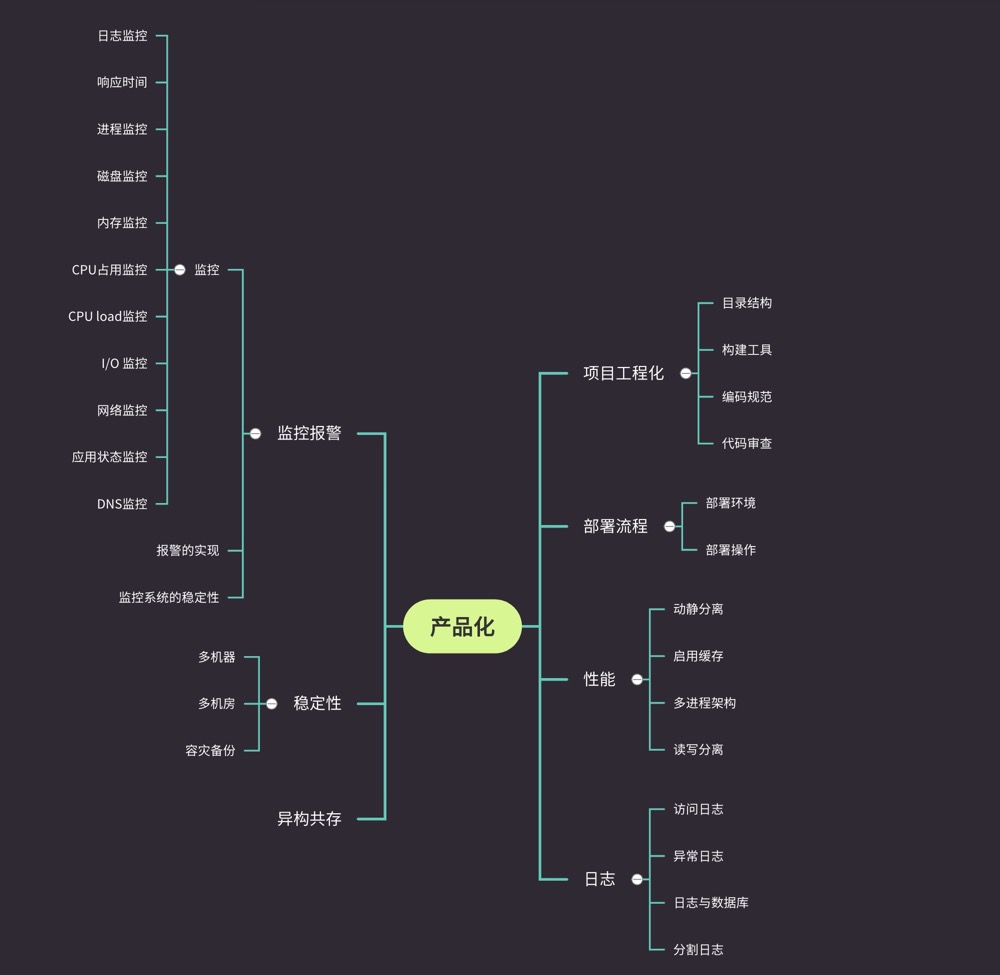 产品化
项目工程化
目录结构
构建工具
编码规范
代码审查
部署流程
部署环境
部署操作
性能
动静分离
启用缓存
多进程架构
读写分离
日志
访问日志
异常日志
日志与数据库
分割日志
监控报警
监控
日志监控
响应时间
进程监控
磁盘监控
内存监控
CPU占用监控
CPU load监控
I/O 监控
网络监控
应用状态监控
DNS监控
报警的实现
监控系统的稳定性
稳定性
多机器
多机房
容灾备份
异构共存